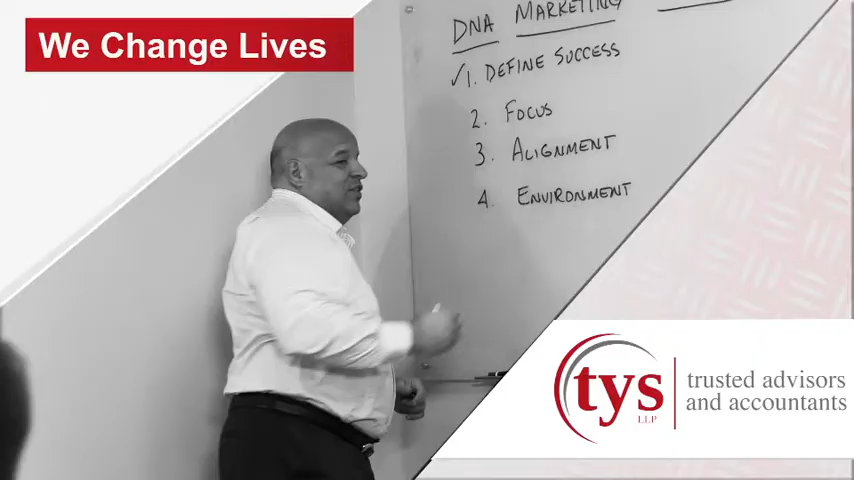 We Change Lives
DNA MARKETING
✓1. DEFINE SUCCESS
2. FOCUS
3. ALIGNMENT
4. ENVIRONMENT
tys
LLP
trusted advisors
and accountants